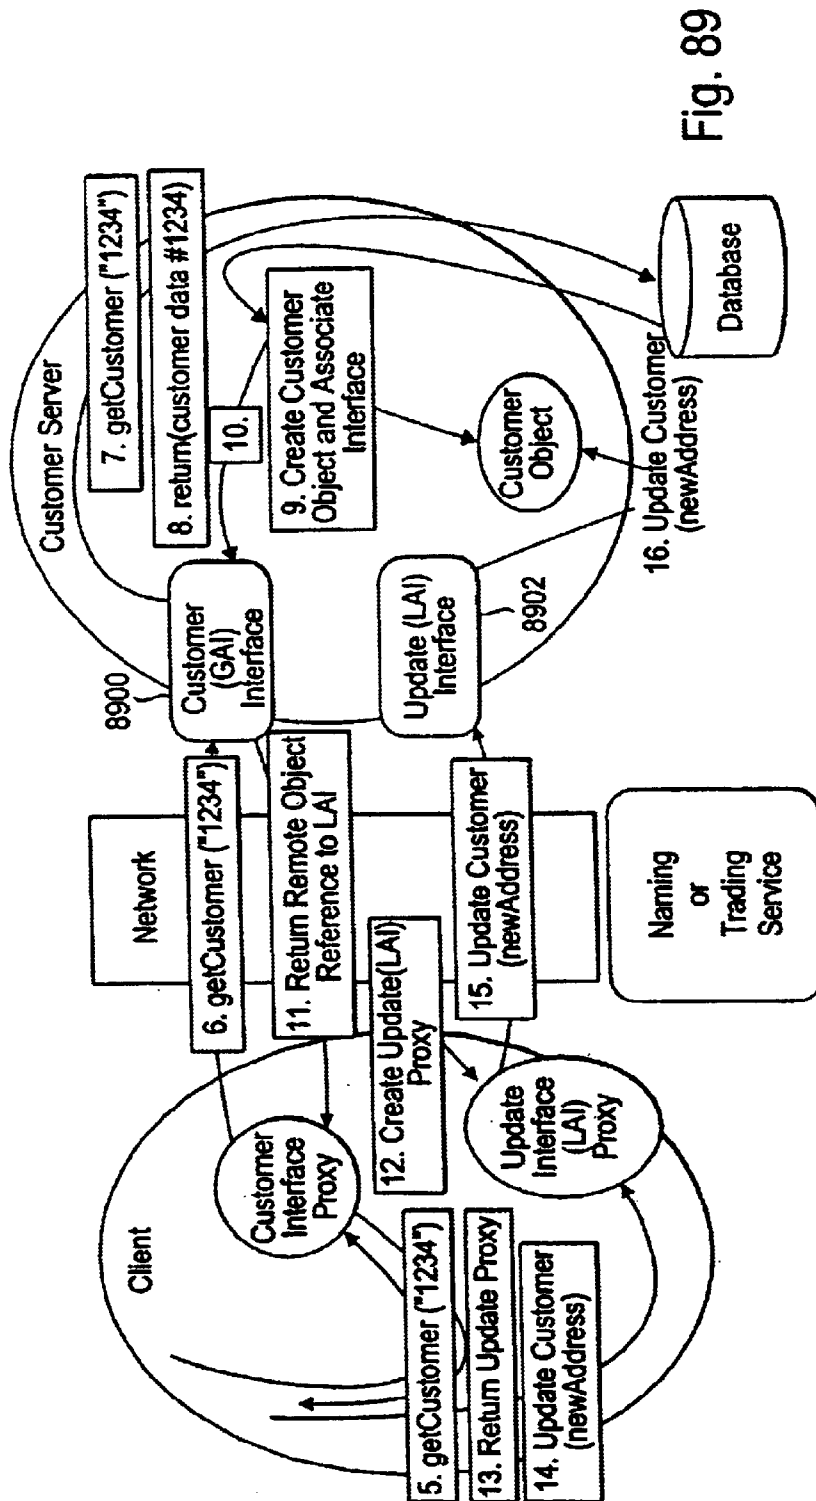 Client
Customer
Interface
Proxy
5. getCustomer ("1234")
13. Return Update Proxy
14. Update Customer
(newAddress)
12. Create Update(LAI)
Proxy
Update
Interface
(LAI)
Proxy
Network
6. getCustomer ("1234")
11. Return Remote Object
Reference to LAI
15. Update Customer
(newAddress)
Naming
or
Trading
Service
8900
Customer
(GAI)
Interface
Update (LAI)
Interface
8902
Customer Server
7. getCustomer ("1234")
8. return(customer data #1234)
10.
9. Create Customer
Object and Associate
Interface
Customer
Object
16. Update Customer
(newAddress)
Database
Fig. 89